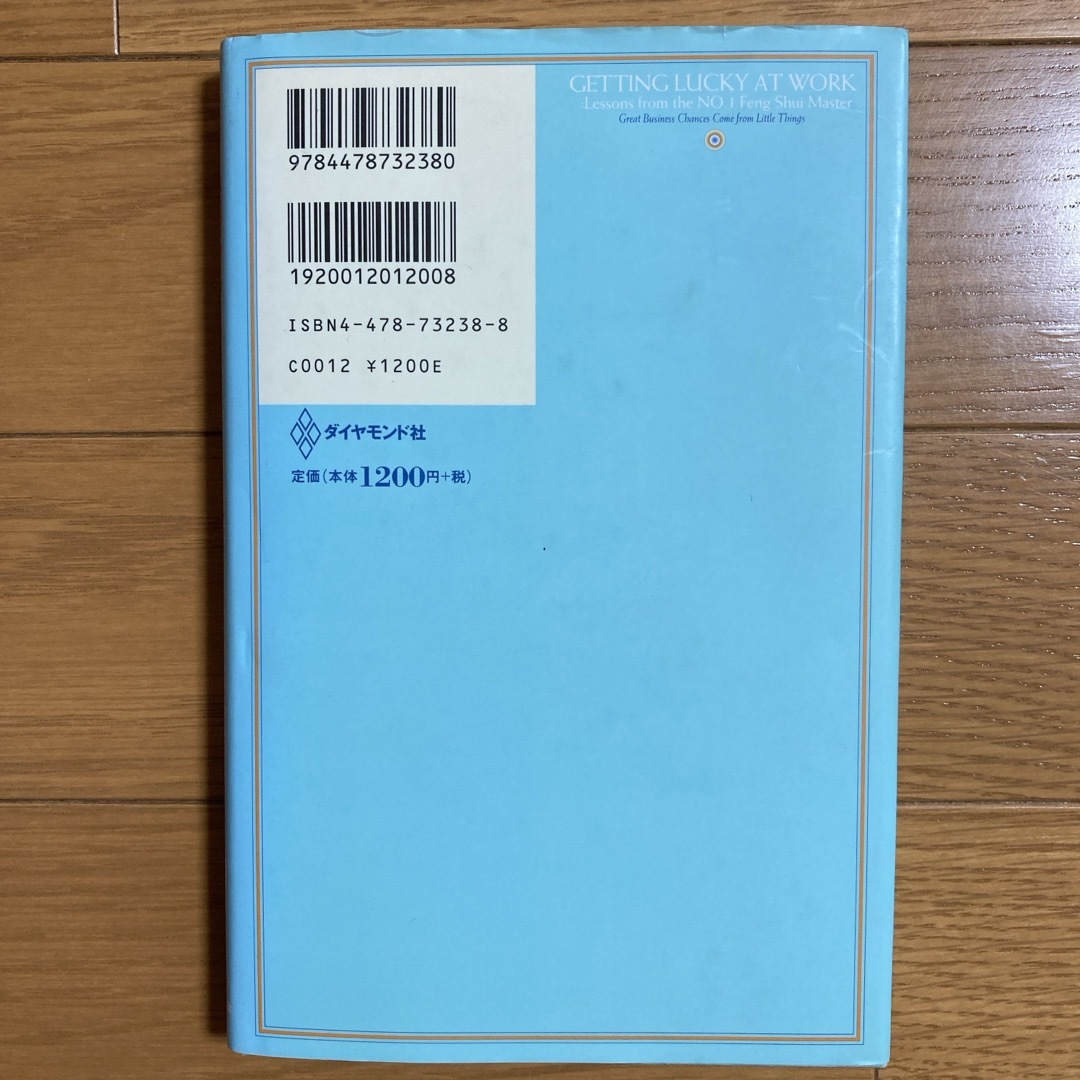 9784478732380
1920012012008
ISBN4-478-73238-8
C0012 ¥1200E
ダイヤモンド社
定価(本体1200円+税)
GETTING LUCKY AT WORK
:Lessons from the NO.1 Feng Shui Master
Great Business Chances Come from Little Things